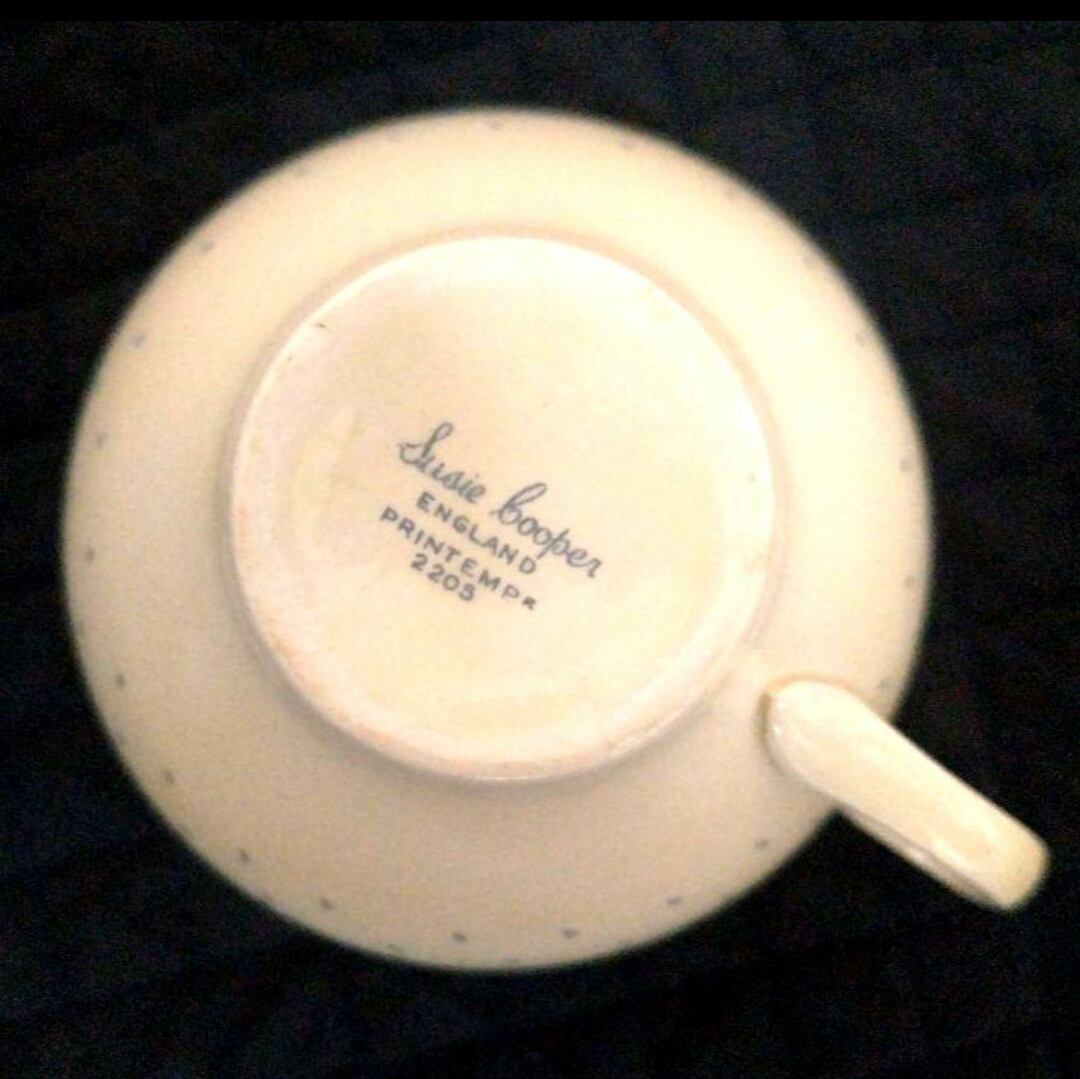 Susie Cooper
ENGLAND
PRINTEMPS
2205